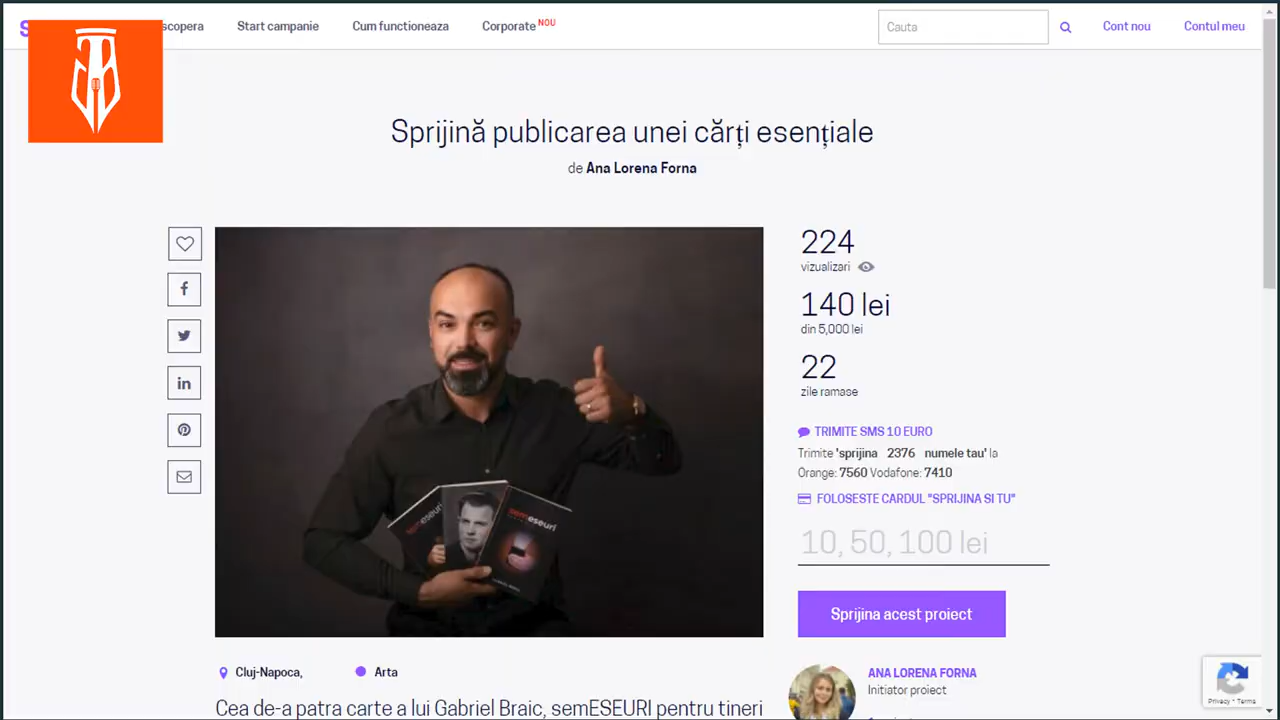 scopera
Start campanie
Cum functioneaza
Corporate NOU
Cauta
Cont nou
Contul meu
Sprijină publicarea unei cărți esențiale
de Ana Lorena Forna
224
vizualizari
140 lei
din 5,000 lei
22
zile ramase
TRIMITE SMS 10 EURO
Trimite 'sprijina 2376 numele tau' la
Orange: 7560 Vodafone: 7410
FOLOSESTE CARDUL "SPRIJINA SI TU"
10, 50, 100 lei
Sprijina acest proiect
semeseuri
semeseuri
Cluj-Napoca,
Arta
ANA LORENA FORNA
Initiator proiect
Cea de-a patra carte a lui Gabriel Brao, semESEURI pentru tineri
Privacy - Terms